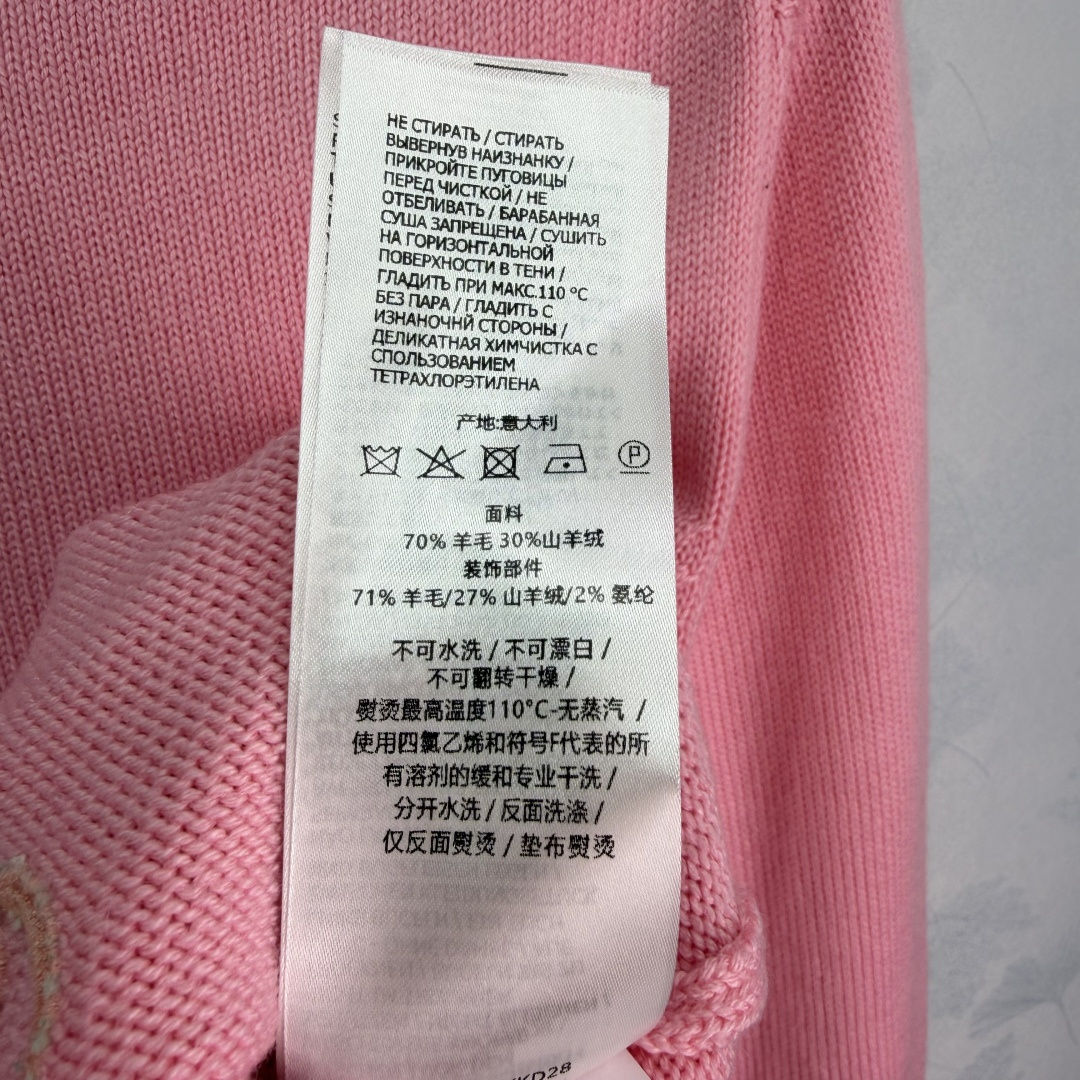 НЕ СТИРАТЬ / СТИРАТЬ
ВЫВЕРНУВ НАИЗНАНКУ /
ПРИКРОЙТЕ ПУГОВИЦЫ
ПЕРЕД ЧИСТКОЙ / НЕ
ОТБЕЛИВАТЬ / БАРАБАННАЯ
СУША ЗАПРЕЩЕНА / СУШИТЬ
НА ГОРИЗОНТАЛЬНОЙ
ПОВЕРХНОСТИ В ТЕНИ /
ГЛАДИТЬ ПРИ МАКС.110 °C
БЕЗ ПАРА / ГЛАДИТЬ С
ИЗНАНОЧНЙ СТОРОНЫ /
ДЕЛИКАТНАЯ ХИМЧИСТКА С
СПОЛЬЗОВАНИЕМ
ТЕТРАХЛОРЭТИЛЕНА
产地:意大利
P
面料
70% 羊毛 30%山羊绒
装饰部件
71% 羊毛/27% 山羊绒/2% 氨纶
不可水洗 / 不可漂白 /
不可翻转干燥 /
熨烫最高温度110°C-无蒸汽 /
使用四氯乙烯和符号F代表的所
有溶剂的缓和专业干洗 /
分开水洗 / 反面洗涤 /
仅反面熨烫 / 垫布熨烫
KD28